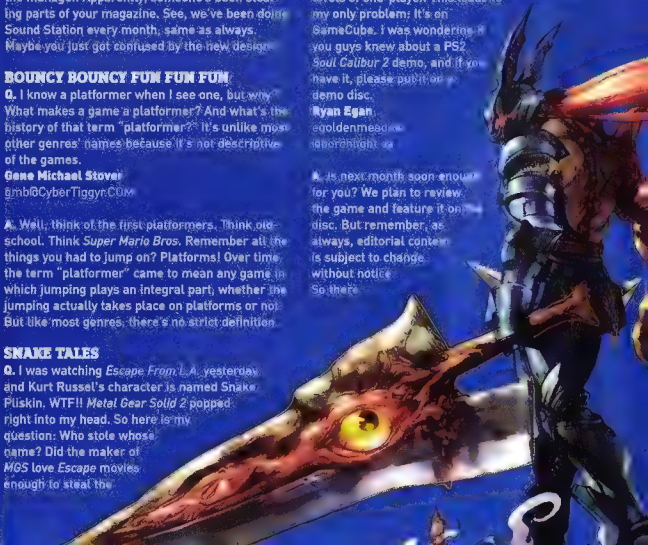 ing parts of your magazine. See, we've been doing
Sound Station every month, same as always.
Maybe you just got confused by the new design
BOUNCY BOUNCY FUN FUN FUN
Q. I know a platformer when I see one, but why
What makes a game a platformer? And what's the
history of that term "platformer?" It's unlike most
other genres' names because it's not descriptive
of the games.
Gene Michael Stover
gmb@CyberTiggyr.COM
A. Well, think of the first platformers. Think old-
school. Think Super Mario Bros. Remember all the
things you had to jump on? Platforms! Over time
the term "platformer" came to mean any game in
which jumping plays an integral part, whether the
jumping actually takes place on platforms or not.
But like most genres, there's no strict definition.
SNAKE TALES
Q. I was watching Escape From L.A. yesterday
and Kurt Russel's character is named Snake
Pliskin. WTF!! Metal Gear Solid 2 popped
right into my head. So here is my
question: Who stole whose
name? Did the maker of
MGS love Escape movies
enough to steal the
my only problem: It's on
GameCube. I was wondering if
you guys knew about a PS2
Soul Calibur 2 demo, and if you
have it, please put it on a
demo disc.
Ryan Egan
A. Is next month soon enough
for you? We plan to review
the game and feature it on
disc. But remember, as
always, editorial content
is subject to change
without notice
So there